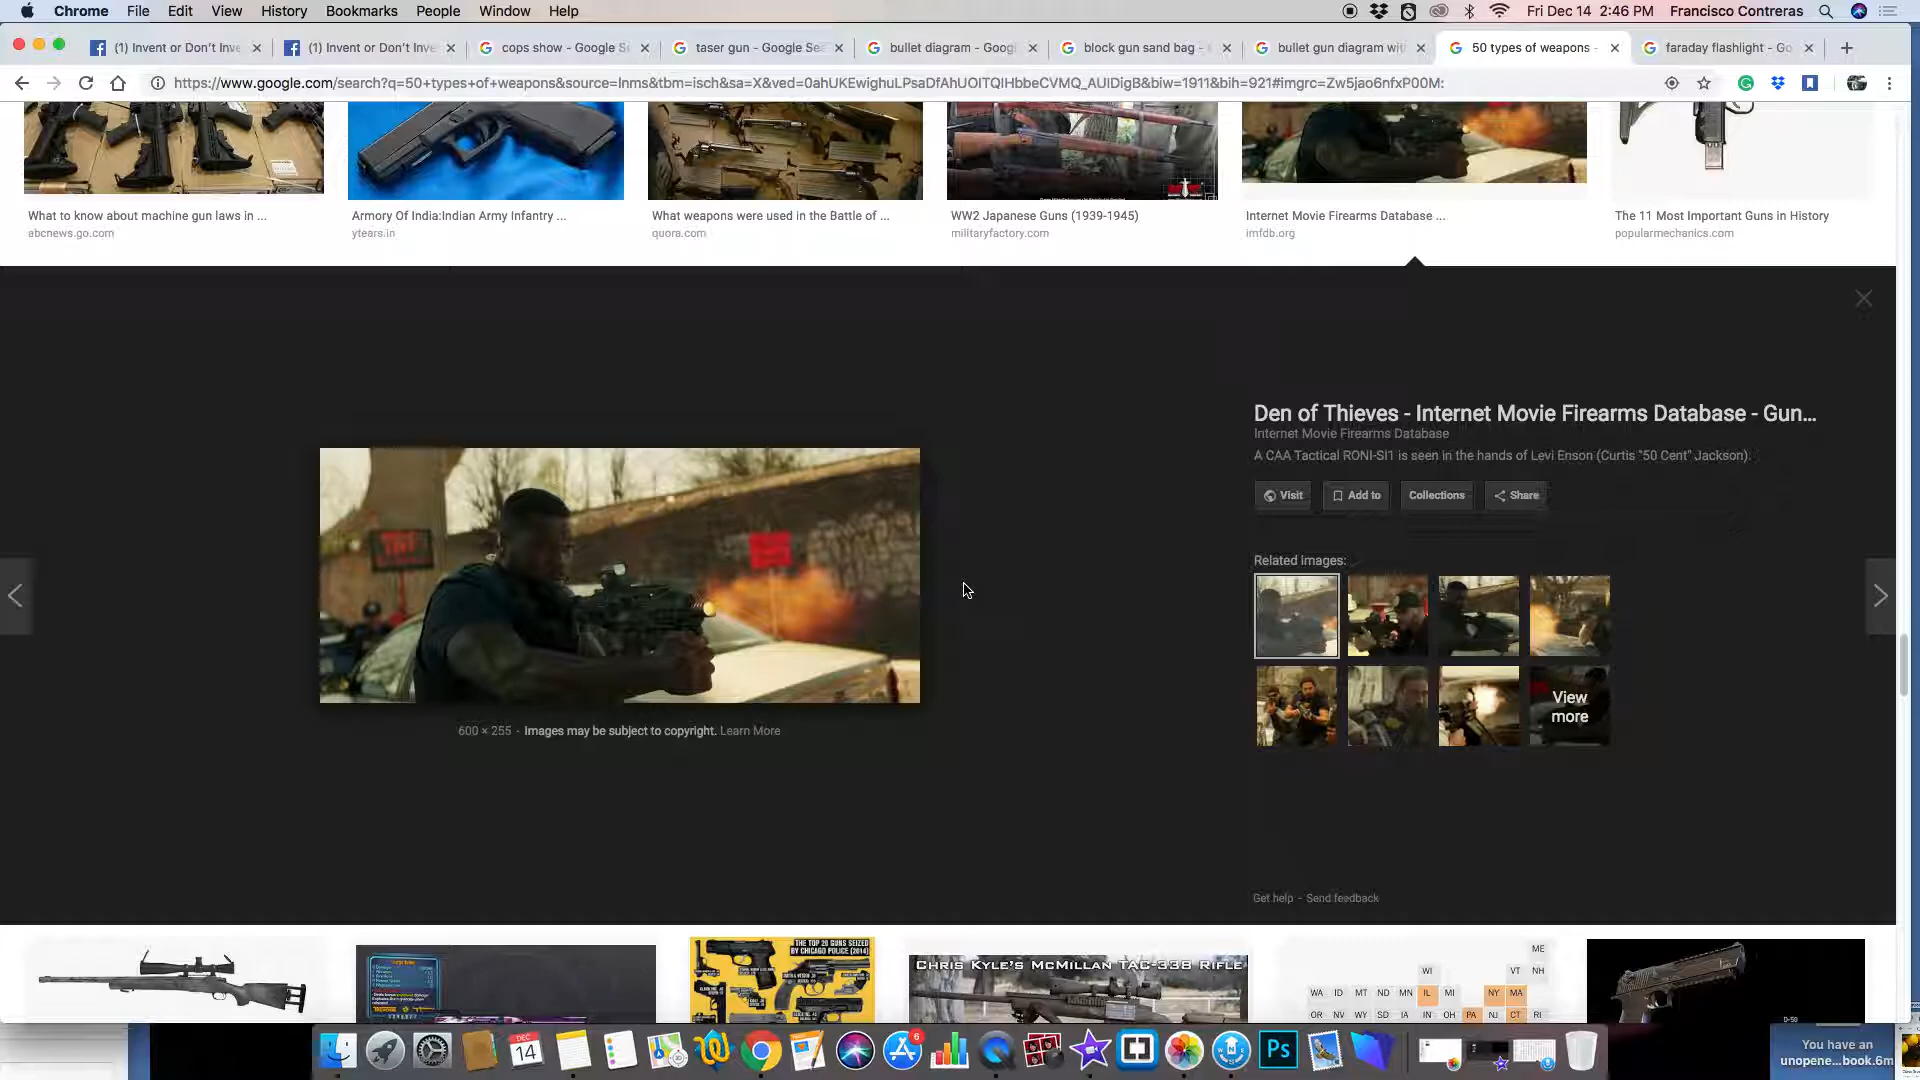 Chrome File Edit View History Bookmarks People Window Help Fri Dec 14 2:46 PM Francisco Contreras
(1) Invent or Don't Inve (1) Invent or Don't Inve cops show - Google Se taser gun - Google Sea bullet diagram - Googl block gun sand bag - bullet gun diagram wit 50 types of weapons - faraday flashlight - Go
https://www.google.com/search?q=50+types+of+weapons&source=lnms&tbm=isch&sa=X&ved=0ahUKEwighuLPsaDfAhUOITQIHbbeCVMQ_AUIDigB&biw=1911&bih=921#imgrc=Zw5jao6nfxP00M:
What to know about machine gun laws in ... Armory Of India:Indian Army Infantry ... What weapons were used in the Battle of ... WW2 Japanese Guns (1939-1945) Internet Movie Firearms Database ... The 11 Most Important Guns in History
abcnews.go.com ytears.in quora.com militaryfactory.com imfdb.org popularmechanics.com
Den of Thieves - Internet Movie Firearms Database - Gun...
Internet Movie Firearms Database
A CAA Tactical RONI-SI1 is seen in the hands of Levi Enson (Curtis "50 Cent" Jackson).
Visit Add to Collections Share
Related images:
View
more
600 × 255 - Images may be subject to copyright. Learn More
Get help - Send feedback
THE TOP 20 GUNS SEIZED
BY CHICAGO POLICE (2014)
CHRIS KYLE'S MCMILLAN TAC-338 RIFLE
ME
WI VT NH
WA ID MT ND MN IL MI NY MA
OR NV WY SD IA IN OH PA NJ CT RI
D-50
DEC
14
6
Ps
You have an
unopene...book.6m